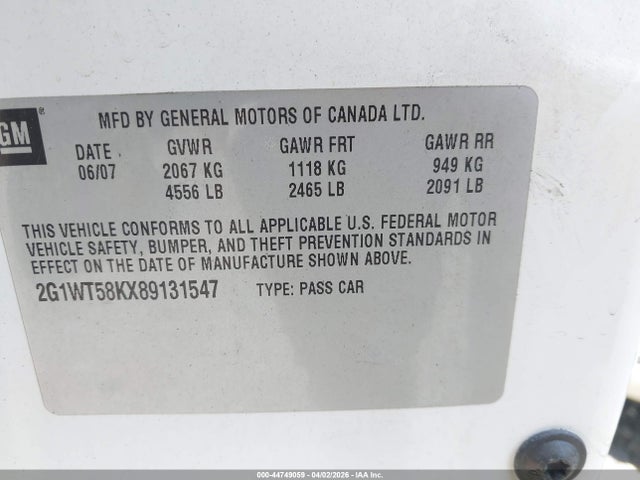 GM
®
MFD BY GENERAL MOTORS OF CANADA LTD.
DATE GVWR GAWR FRT GAWR RR
06/07 2067 KG 1118 KG 949 KG
4556 LB 2465 LB 2091 LB
THIS VEHICLE CONFORMS TO ALL APPLICABLE U.S. FEDERAL MOTOR
VEHICLE SAFETY, BUMPER, AND THEFT PREVENTION STANDARDS IN
EFFECT ON THE DATE OF MANUFACTURE SHOWN ABOVE.
2G1WT58KX89131547 TYPE: PASS CAR
000-44749059 - 04/02/2026 - IAA Inc.